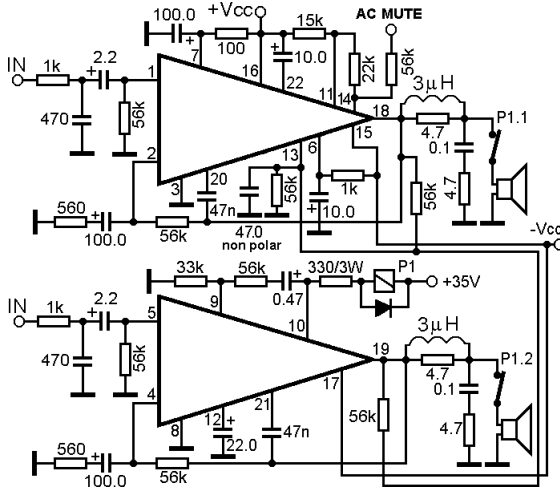 100.0 +
+Vcc
15k
AC MUTE
7
100
+
10.0
22k
56k
IN
1k
2.2
+
1
16
22
11
14
18
3µH
470
56k
15
4.7
0.1
P1.1
2
6
13
3
20
47n
56k
1k
4.7
56k
560
+
100.0
56k
47.0
non polar
+
10.0
-Vcc
33k
56k
+
0.47
330/3W
P1
+35V
IN
1k
2.2
+
5
9
10
3µH
470
56k
19
17
4.7
0.1
P1.2
4
8
12
21
+
22.0
47n
56k
4.7
560
+
100.0
56k